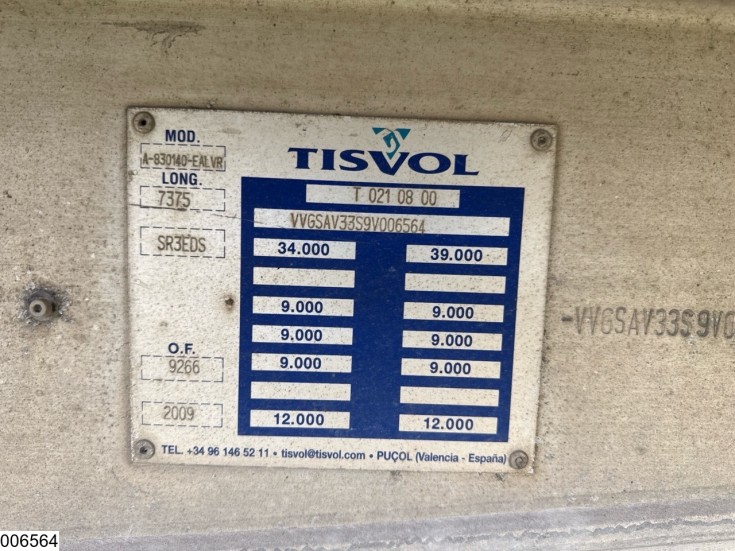 MOD.
A-830140-EALVR
LONG.
7375
SR3EDS
O.F.
9266
2009
TISVOL
T 021 08 00
VVGSAV33S9V006564
34.000 39.000
9.000 9.000
9.000 9.000
9.000 9.000
12.000 12.000
TEL. +34 96 146 52 11 • tisvol@tisvol.com • PUÇOL (Valencia - España)
-VVGSAV33S9V0
006564